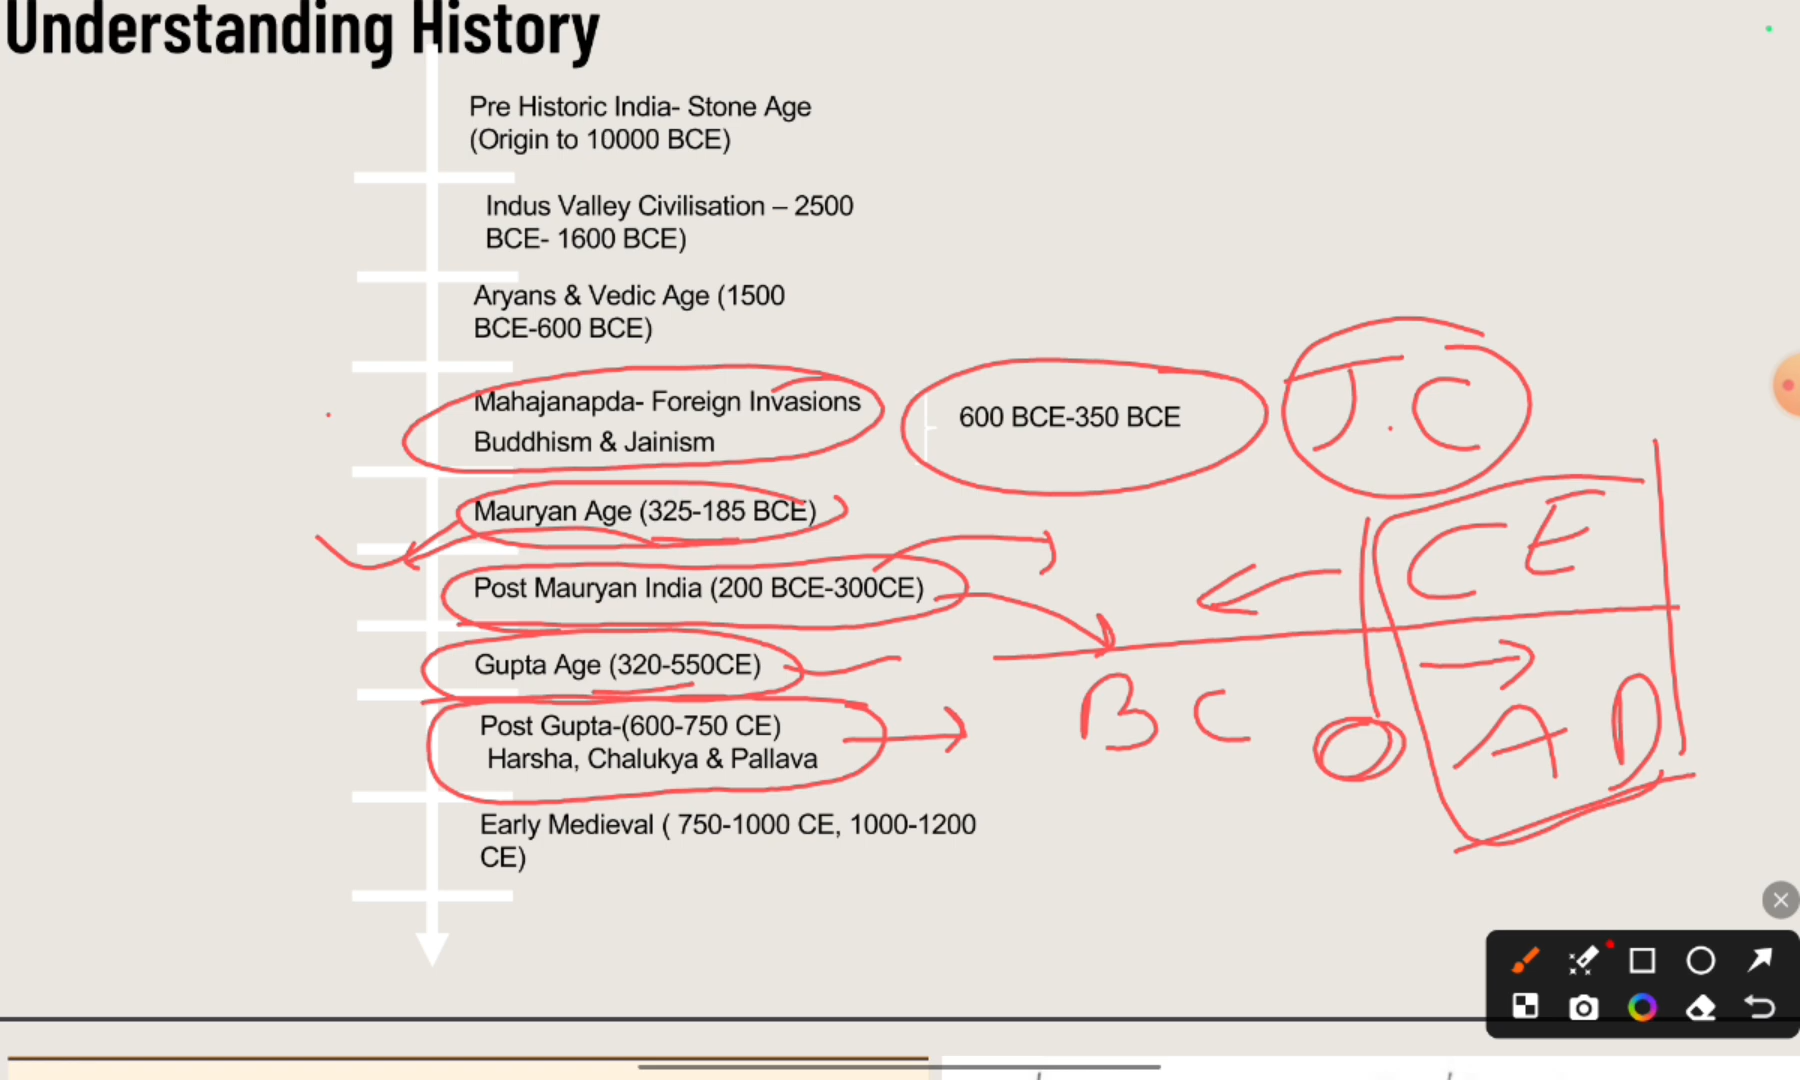 Understanding History
Pre Historic India- Stone Age
(Origin to 10000 BCE)
Indus Valley Civilisation – 2500
BCE- 1600 BCE)
Aryans & Vedic Age (1500
BCE-600 BCE)
Mahajanapda- Foreign Invasions
Buddhism & Jainism
600 BCE-350 BCE
J.C
Mauryan Age (325-185 BCE)
Post Mauryan India (200 BCE-300CE)
CE
Gupta Age (320-550CE)
Post Gupta-(600-750 CE)
Harsha, Chalukya & Pallava
BC
O
AD
Early Medieval ( 750-1000 CE, 1000-1200
CE)